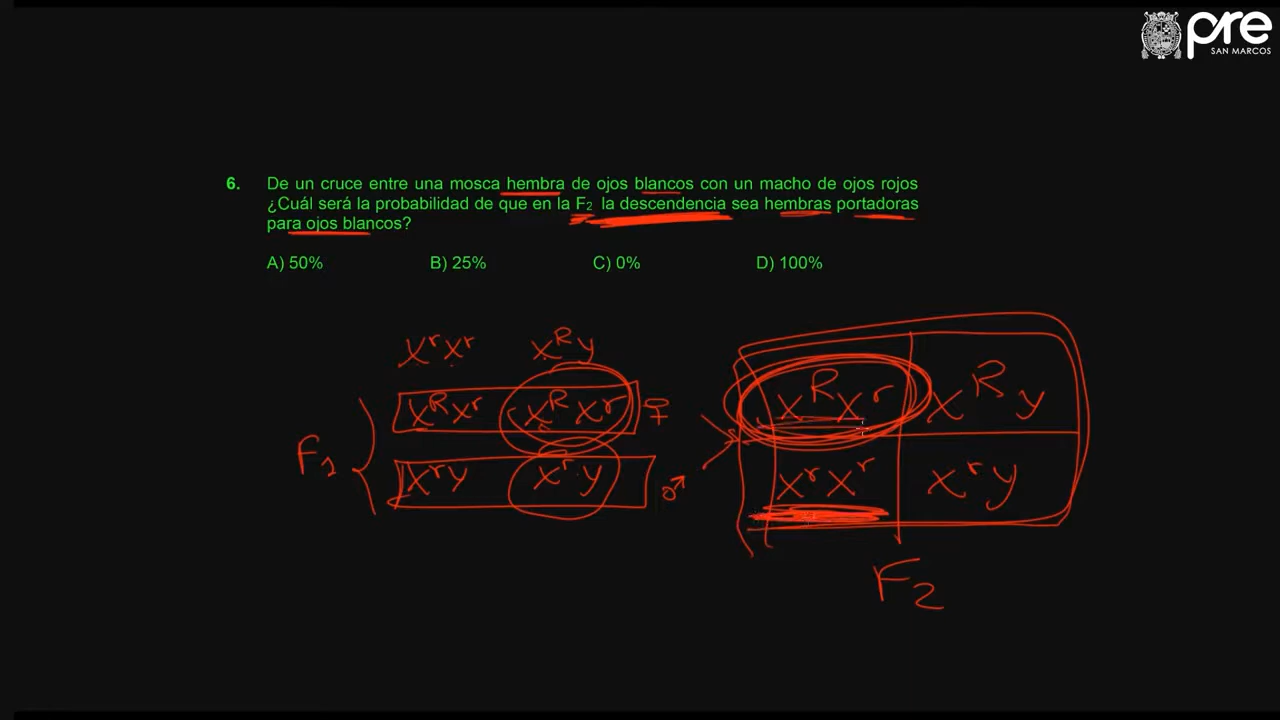 pre
SAN MARCOS
6. De un cruce entre una mosca hembra de ojos blancos con un macho de ojos rojos
¿Cuál será la probabilidad de que en la F₂ la descendencia sea hembras portadoras
para ojos blancos?
A) 50% B) 25% C) 0% D) 100%
XʳXʳ Xᴿy
XᴿXʳ XᴿXʳ ♀
Xʳy Xʳy ♂
F₁
XᴿXʳ Xᴿy
XʳXʳ Xʳy
F₂